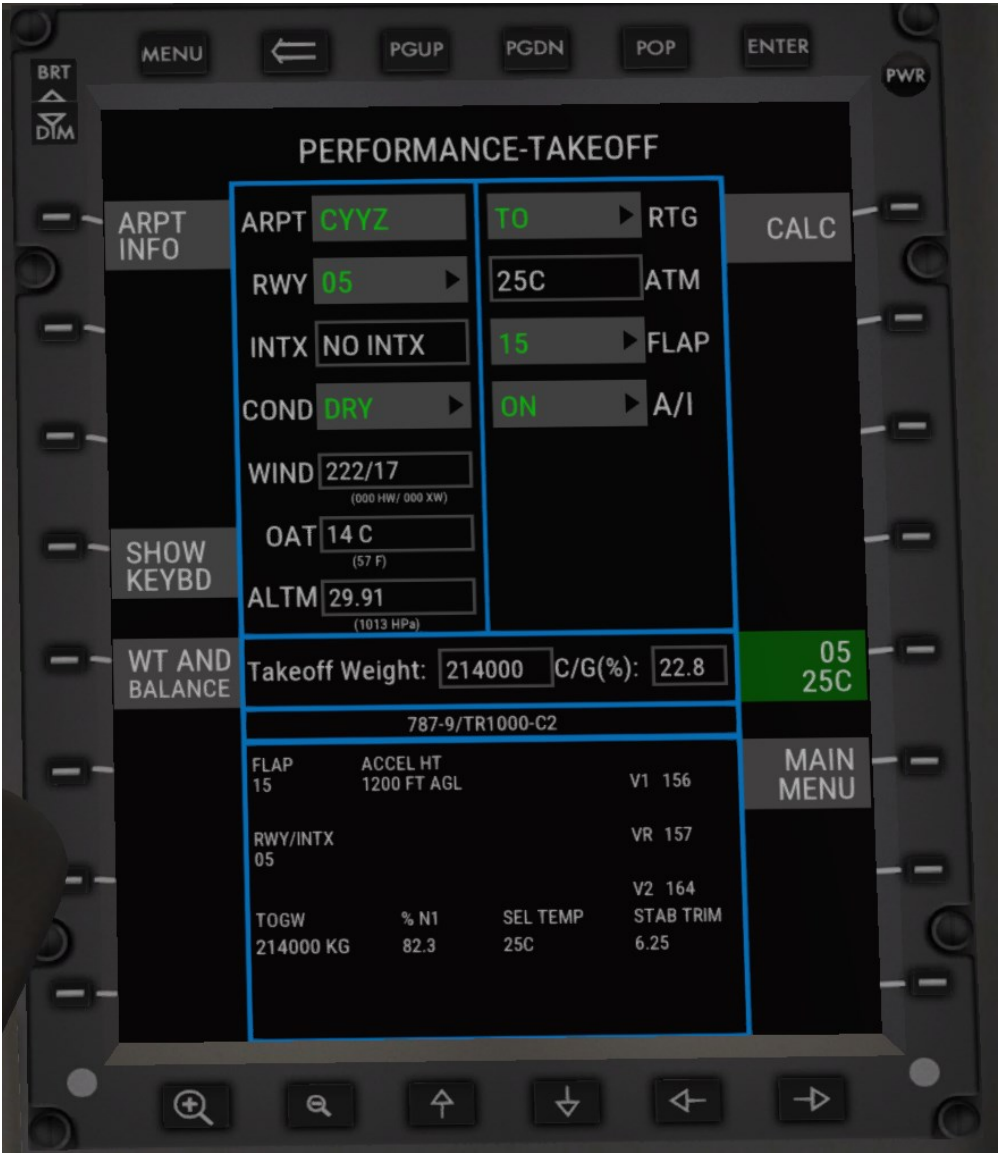 MENU
PGUP
PGDN
POP
ENTER
BRT
DIM
PWR
PERFORMANCE-TAKEOFF
ARPT
INFO
ARPT CYYZ
TO RTG
CALC
RWY 05
25C ATM
INTX NO INTX
15 FLAP
COND DRY
ON A/I
WIND 222/17
(000 HW/ 000 XW)
OAT 14 C
(57 F)
SHOW
KEYBD
ALTM 29.91
(1013 HPa)
WT AND
BALANCE
Takeoff Weight: 214000 C/G(%): 22.8
05
25C
787-9/TR1000-C2
FLAP ACCEL HT
15 1200 FT AGL V1 156
MAIN
MENU
RWY/INTX VR 157
05
V2 164
TOGW % N1 SEL TEMP STAB TRIM
214000 KG 82.3 25C 6.25